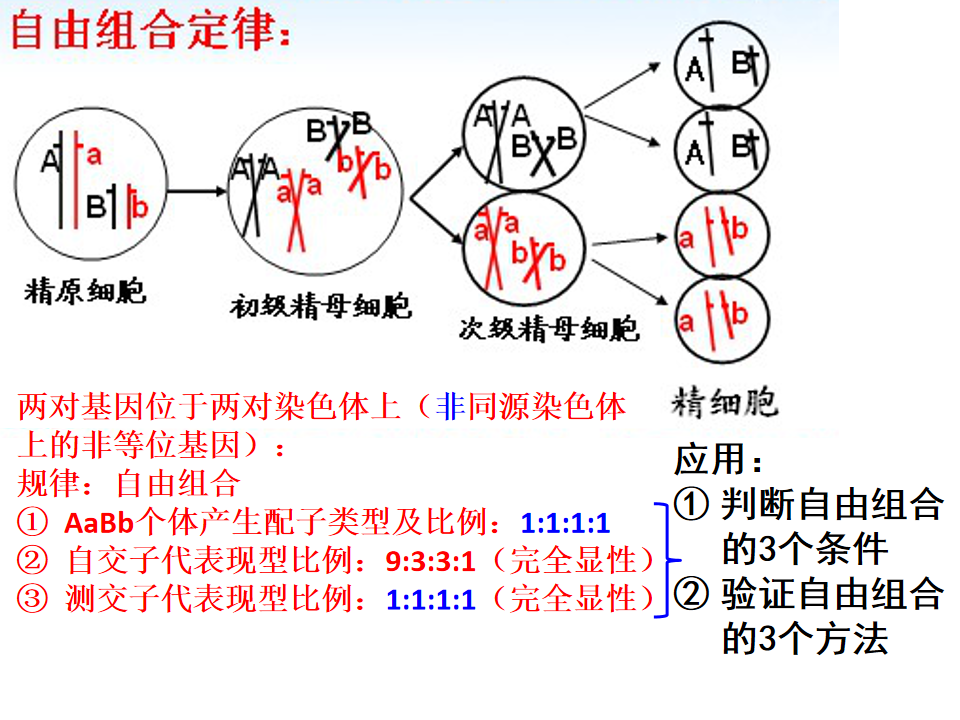 自由组合定律：
A a B b
精原细胞
A A a a B B b b
初级精母细胞
A A B B
a a b b
次级精母细胞
A B
A B
a b
a b
精细胞
两对基因位于两对染色体上（非同源染色体
上的非等位基因）：
规律：自由组合
① AaBb个体产生配子类型及比例：1:1:1:1
② 自交子代表现型比例：9:3:3:1（完全显性）
③ 测交子代表现型比例：1:1:1:1（完全显性）
应用：
① 判断自由组合
的3个条件
② 验证自由组合
的3个方法